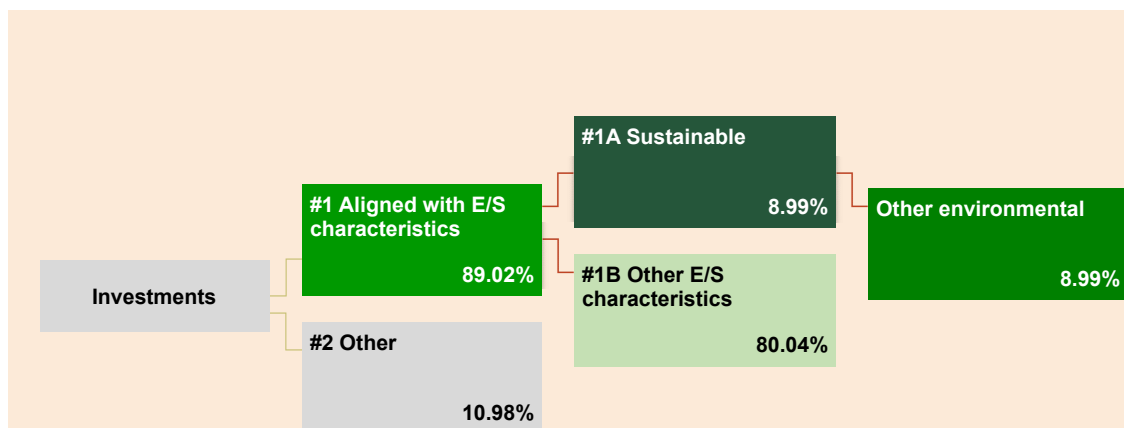 Investments
#1 Aligned with E/S
characteristics
89.02%
#2 Other
10.98%
#1A Sustainable
8.99%
#1B Other E/S
characteristics
80.04%
Other environmental
8.99%